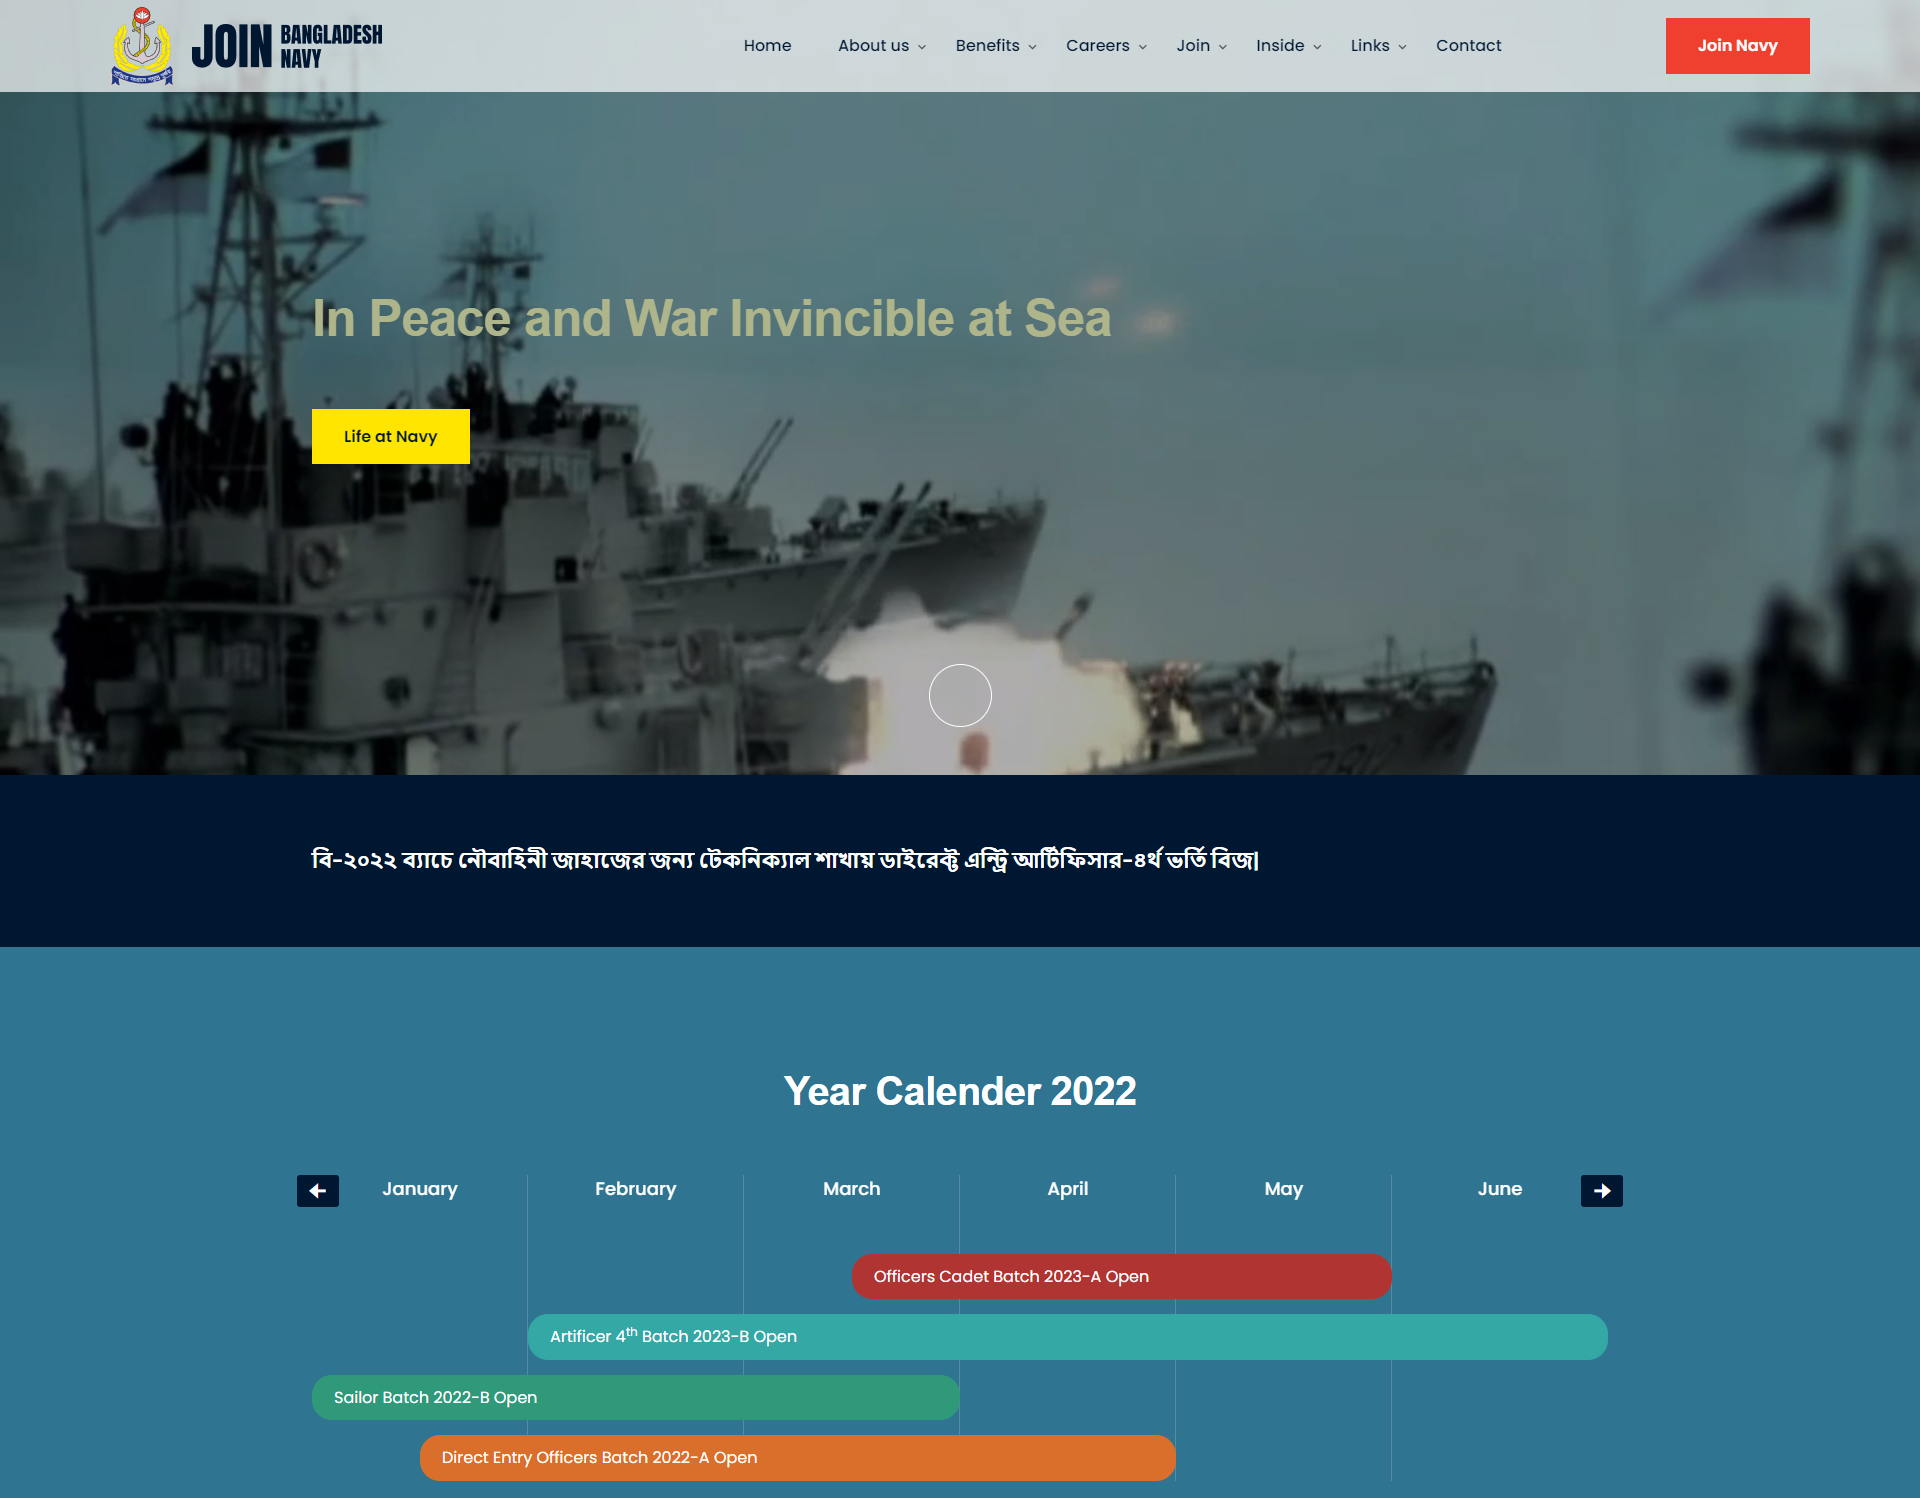 JOIN BANGLADESH NAVY
Home About us Benefits Careers Join Inside Links Contact
Join Navy
In Peace and War Invincible at Sea
Life at Navy
বি-২০২২ ব্যাচে নৌবাহিনী জাহাজের জন্য টেকনিক্যাল শাখায় ডাইরেক্ট এন্ট্রি আর্টিফিসার-৪র্থ ভর্তি বিজ|
Year Calender 2022
January February March April May June
Officers Cadet Batch 2023-A Open
Artificer 4th Batch 2023-B Open
Sailor Batch 2022-B Open
Direct Entry Officers Batch 2022-A Open